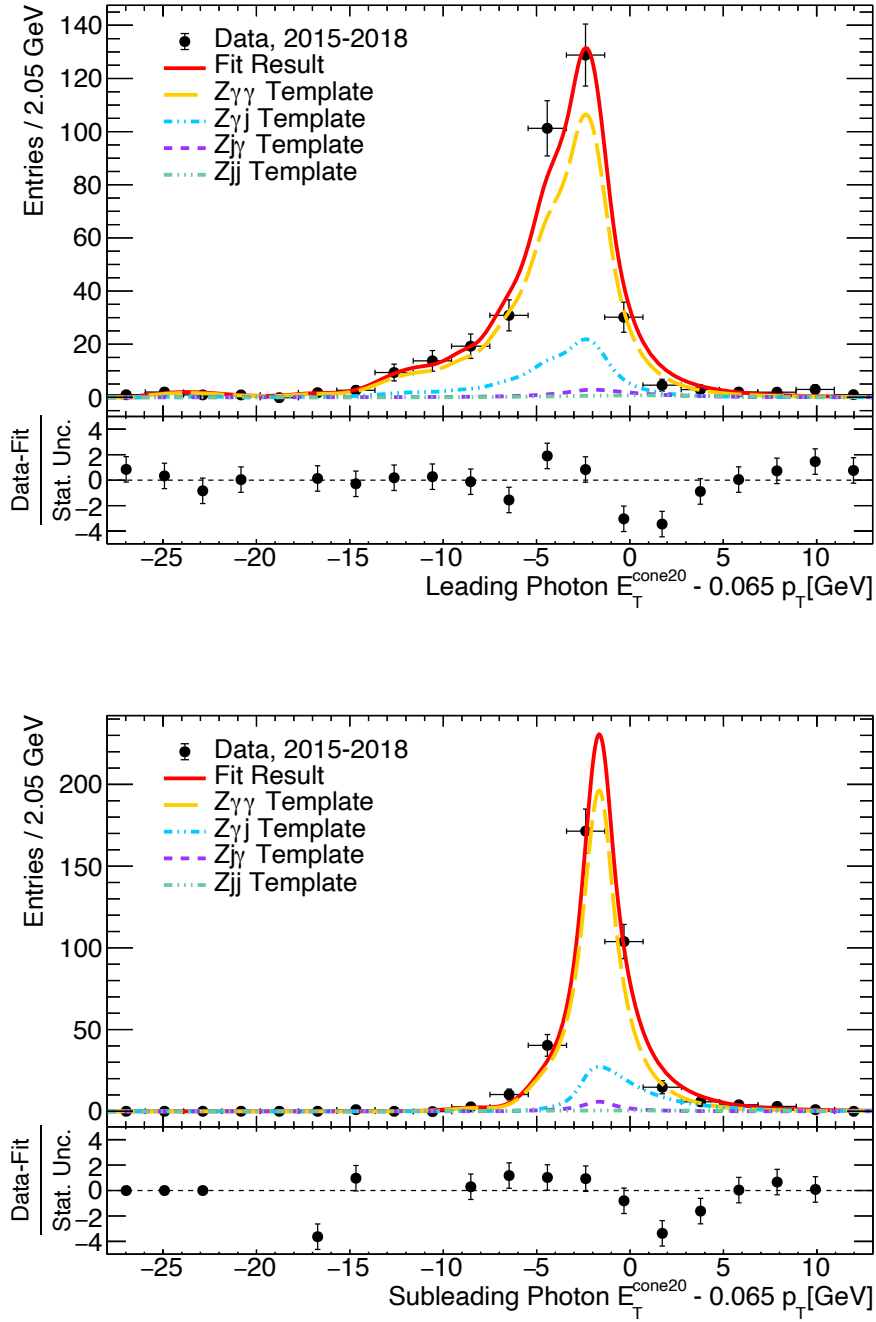 Entries / 2.05 GeV
140
120
100
80
60
40
20
0
Data, 2015-2018
Fit Result
Zγγ Template
Zγj Template
Zjγ Template
Zjj Template
Data-Fit
Stat. Unc.
4
2
0
−2
−4
−25 −20 −15 −10 −5 0 5 10
Leading Photon E_T^cone20 - 0.065 p_T[GeV]
Entries / 2.05 GeV
200
150
100
50
0
Data, 2015-2018
Fit Result
Zγγ Template
Zγj Template
Zjγ Template
Zjj Template
Data-Fit
Stat. Unc.
4
2
0
−2
−4
−25 −20 −15 −10 −5 0 5 10
Subleading Photon E_T^cone20 - 0.065 p_T[GeV]